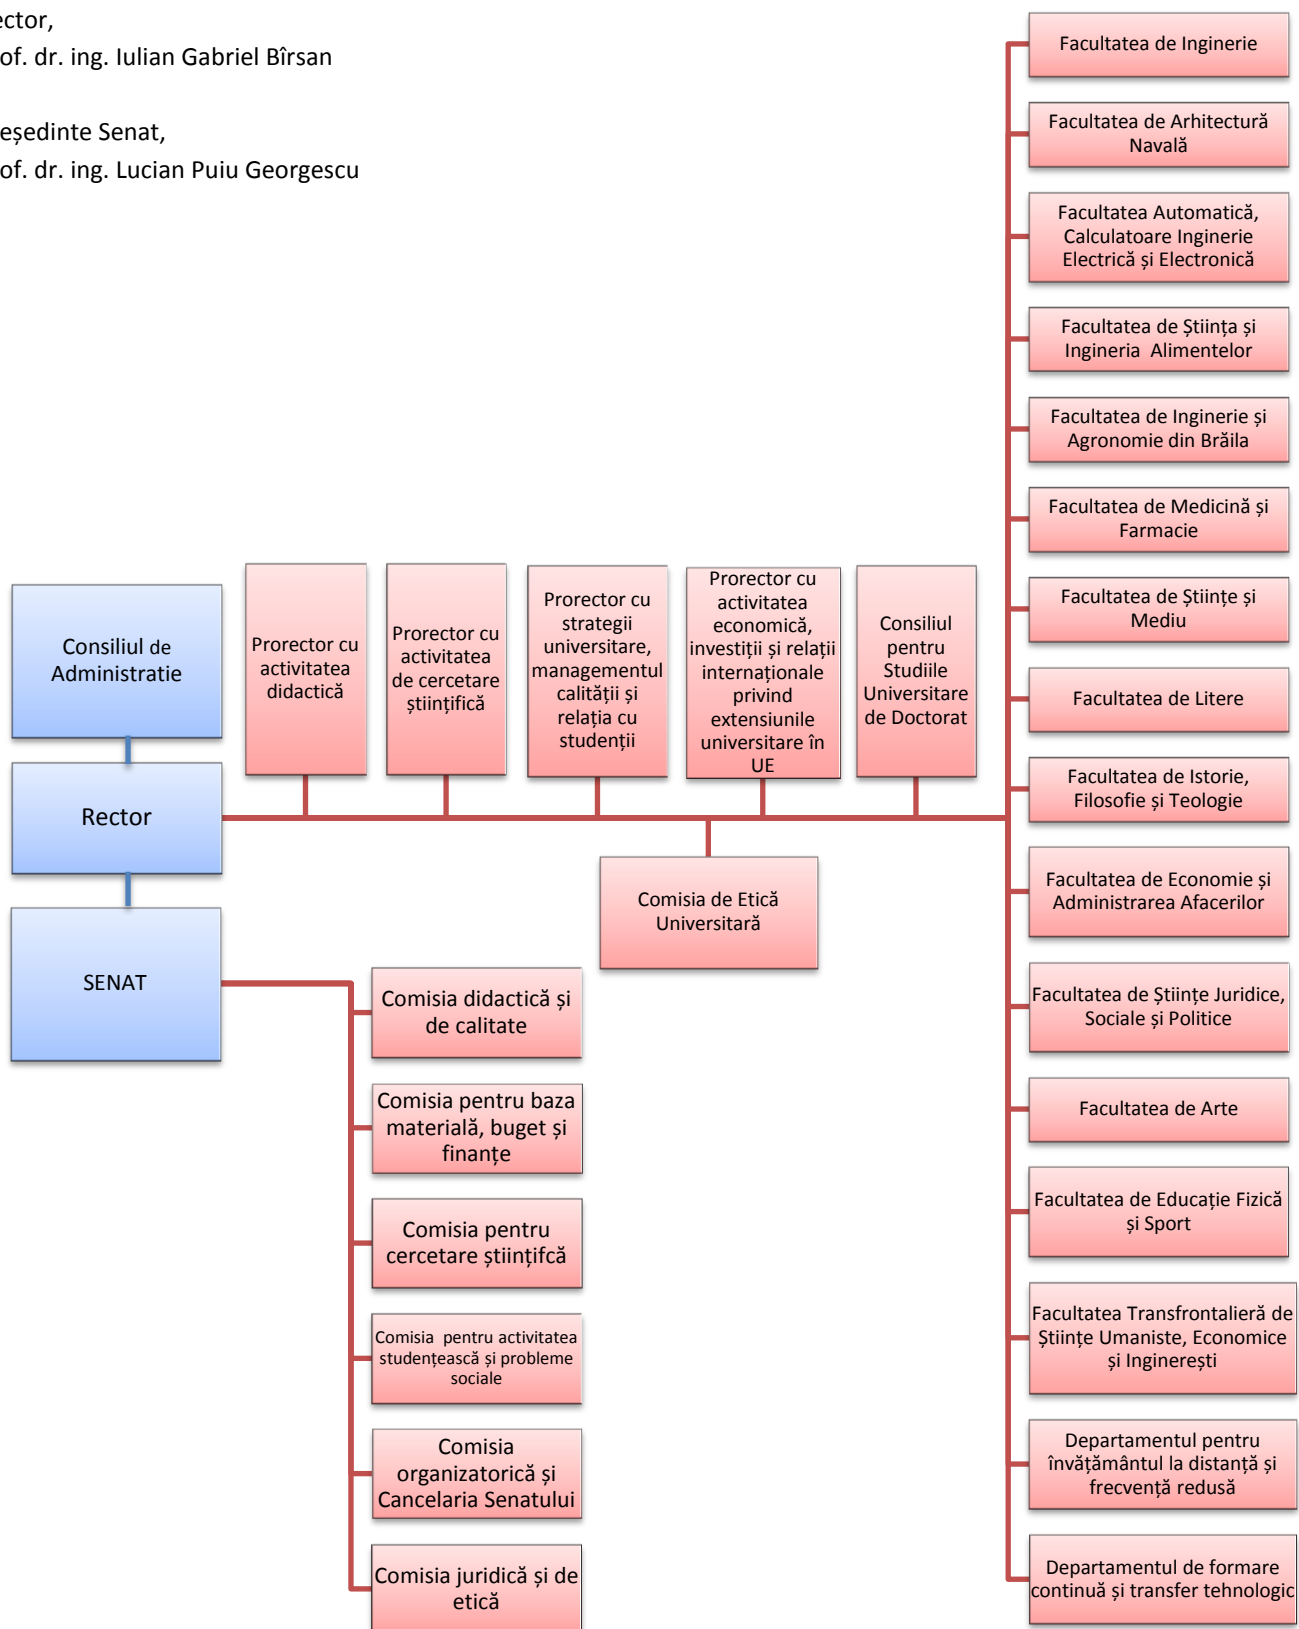 ector,
of. dr. ing. Iulian Gabriel Bîrsan
eședinte Senat,
of. dr. ing. Lucian Puiu Georgescu
Consiliul de
Administratie
Rector
SENAT
Prorector cu
activitatea
didactică
Prorector cu
activitatea
de cercetare
științifică
Prorector cu
strategii
universitare,
managementul
calității și
relația cu
studenții
Prorector cu
activitatea
economică,
investiții și relații
internaționale
privind
extensiunile
universitare în
UE
Consiliul
pentru
Studiile
Universitare
de Doctorat
Comisia de Etică
Universitară
Comisia didactică și
de calitate
Comisia pentru baza
materială, buget și
finanțe
Comisia pentru
cercetare științifcă
Comisia pentru activitatea
studențească și probleme
sociale
Comisia
organizatorică și
Cancelaria Senatului
Comisia juridică și de
etică
Facultatea de Inginerie
Facultatea de Arhitectură
Navală
Facultatea Automatică,
Calculatoare Inginerie
Electrică și Electronică
Facultatea de Știința și
Ingineria Alimentelor
Facultatea de Inginerie și
Agronomie din Brăila
Facultatea de Medicină și
Farmacie
Facultatea de Științe și
Mediu
Facultatea de Litere
Facultatea de Istorie,
Filosofie și Teologie
Facultatea de Economie și
Administrarea Afacerilor
Facultatea de Științe Juridice,
Sociale și Politice
Facultatea de Arte
Facultatea de Educație Fizică
și Sport
Facultatea Transfrontalieră de
Științe Umaniste, Economice
și Inginerești
Departamentul pentru
învățământul la distanță și
frecvență redusă
Departamentul de formare
continuă și transfer tehnologic